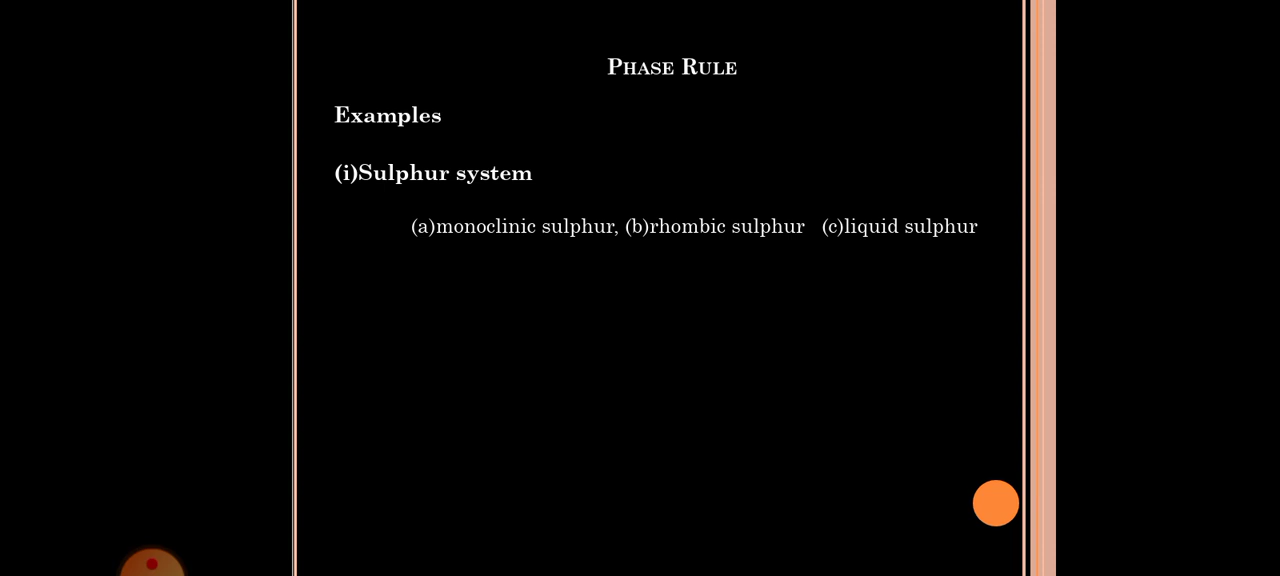 Phase Rule
Examples
(i)Sulphur system
(a)monoclinic sulphur, (b)rhombic sulphur (c)liquid sulphur